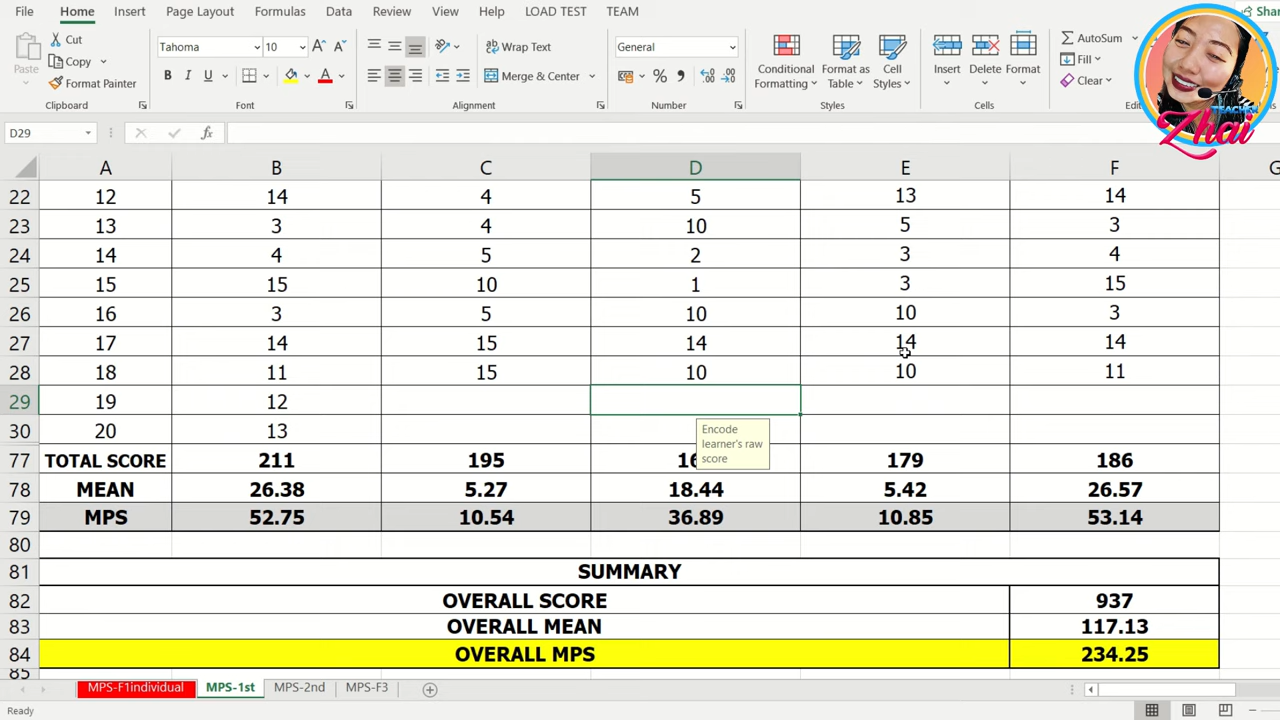 File Home Insert Page Layout Formulas Data Review View Help LOAD TEST TEAM
Paste Cut Copy Format Painter
Tahoma 10 Wrap Text General
B I U Merge & Center
Conditional Formatting Format as Table Cell Styles Insert Delete Format AutoSum Fill Clear
Clipboard Font Alignment Number Styles Cells
TEACHER
Zhai
D29 fx
A B C D E F G
22 12 14 4 5 13 14
23 13 3 4 10 5 3
24 14 4 5 2 3 4
25 15 15 10 1 3 15
26 16 3 5 10 10 3
27 17 14 15 14 14 14
28 18 11 15 10 10 11
29 19 12
30 20 13
Encode
learner's raw
score
77 TOTAL SCORE 211 195 179 186
78 MEAN 26.38 5.27 18.44 5.42 26.57
79 MPS 52.75 10.54 36.89 10.85 53.14
80
81 SUMMARY
82 OVERALL SCORE 937
83 OVERALL MEAN 117.13
84 OVERALL MPS 234.25
85
MPS-F1individual MPS-1st MPS-2nd MPS-F3
Ready